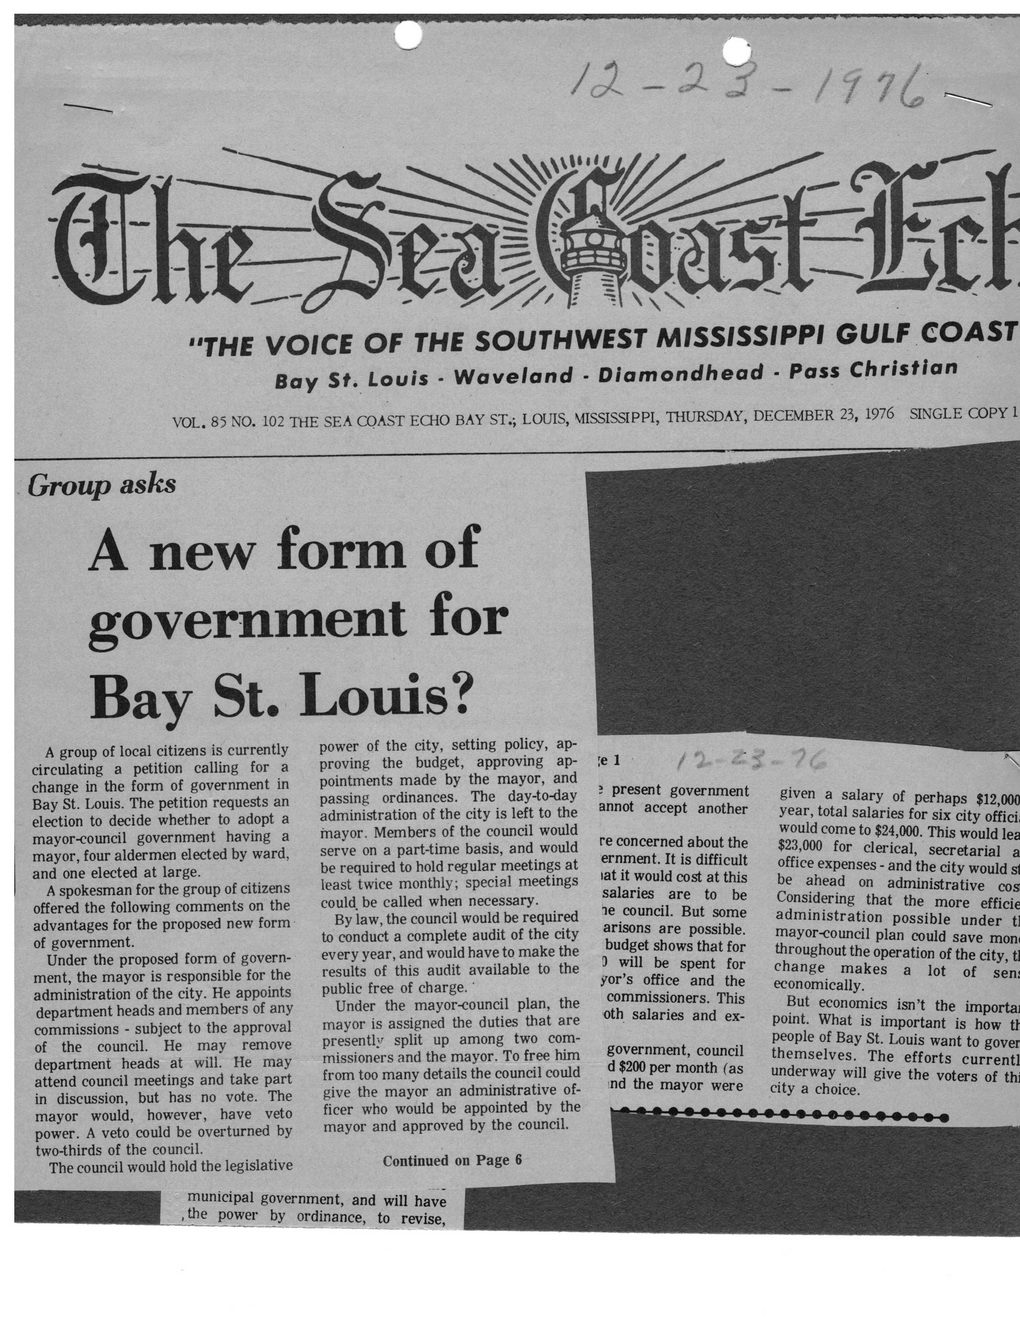 12-23-1976
The Sea Coast Ech
"THE VOICE OF THE SOUTHWEST MISSISSIPPI GULF COAST
Bay St. Louis - Waveland - Diamondhead - Pass Christian
VOL. 85 NO. 102 THE SEA COAST ECHO BAY ST.; LOUIS, MISSISSIPPI, THURSDAY, DECEMBER 23, 1976 SINGLE COPY 1
Group asks
A new form of
government for
Bay St. Louis?
A group of local citizens is currently
circulating a petition calling for a
change in the form of government in
Bay St. Louis. The petition requests an
election to decide whether to adopt a
mayor-council government having a
mayor, four aldermen elected by ward,
and one elected at large.
A spokesman for the group of citizens
offered the following comments on the
advantages for the proposed new form
of government.
Under the proposed form of govern-
ment, the mayor is responsible for the
administration of the city. He appoints
department heads and members of any
commissions - subject to the approval
of the council. He may remove
department heads at will. He may
attend council meetings and take part
in discussion, but has no vote. The
mayor would, however, have veto
power. A veto could be overturned by
two-thirds of the council.
The council would hold the legislative
power of the city, setting policy, ap-
proving the budget, approving ap-
pointments made by the mayor, and
passing ordinances. The day-to-day
administration of the city is left to the
mayor. Members of the council would
serve on a part-time basis, and would
be required to hold regular meetings at
least twice monthly; special meetings
could be called when necessary.
By law, the council would be required
to conduct a complete audit of the city
every year, and would have to make the
results of this audit available to the
public free of charge.
Under the mayor-council plan, the
mayor is assigned the duties that are
presently split up among two com-
missioners and the mayor. To free him
from too many details the council could
give the mayor an administrative of-
ficer who would be appointed by the
mayor and approved by the council.
Continued on Page 6
municipal government, and will have
the power by ordinance, to revise,
e 1
12-23-76
e present government
annot accept another
re concerned about the
ernment. It is difficult
at it would cost at this
salaries are to be
he council. But some
arisons are possible.
budget shows that for
0 will be spent for
yor's office and the
commissioners. This
oth salaries and ex-
government, council
d $200 per month (as
nd the mayor were
given a salary of perhaps $12,000
year, total salaries for six city offici
would come to $24,000. This would lea
$23,000 for clerical, secretarial a
office expenses - and the city would st
be ahead on administrative cos
Considering that the more efficie
administration possible under th
mayor-council plan could save mone
throughout the operation of the city, th
change makes a lot of sens
economically.
But economics isn't the importan
point. What is important is how th
people of Bay St. Louis want to gover
themselves. The efforts currentl
underway will give the voters of thi
city a choice.